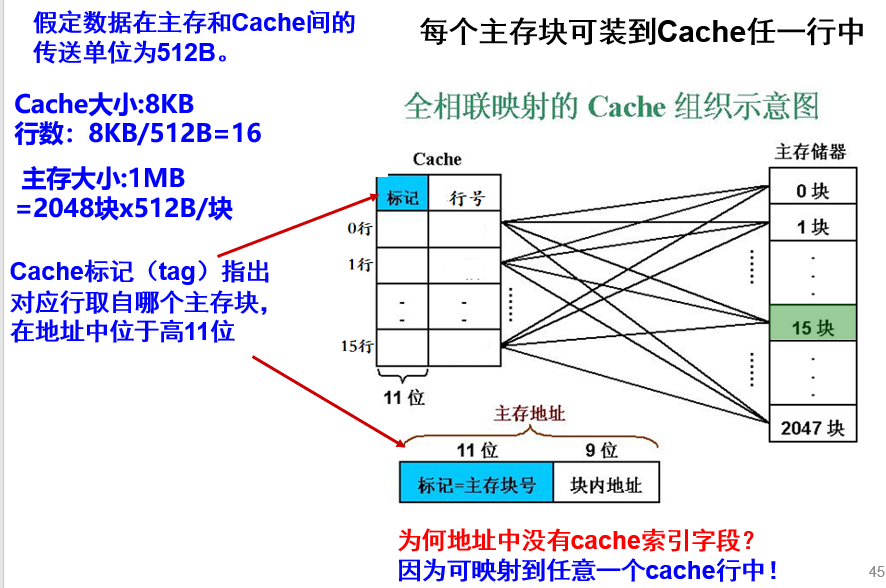 假定数据在主存和Cache间的
传送单位为512B。
每个主存块可装到Cache任一行中
Cache大小:8KB
行数：8KB/512B=16
主存大小:1MB
=2048块x512B/块
Cache标记（tag）指出
对应行取自哪个主存块，
在地址中位于高11位
全相联映射的 Cache 组织示意图
Cache
标记 行号
0行
1行
15行
11 位
主存储器
0 块
1 块
15 块
2047 块
主存地址
11 位 9 位
标记=主存块号 块内地址
为何地址中没有cache索引字段？
因为可映射到任意一个cache行中！
45